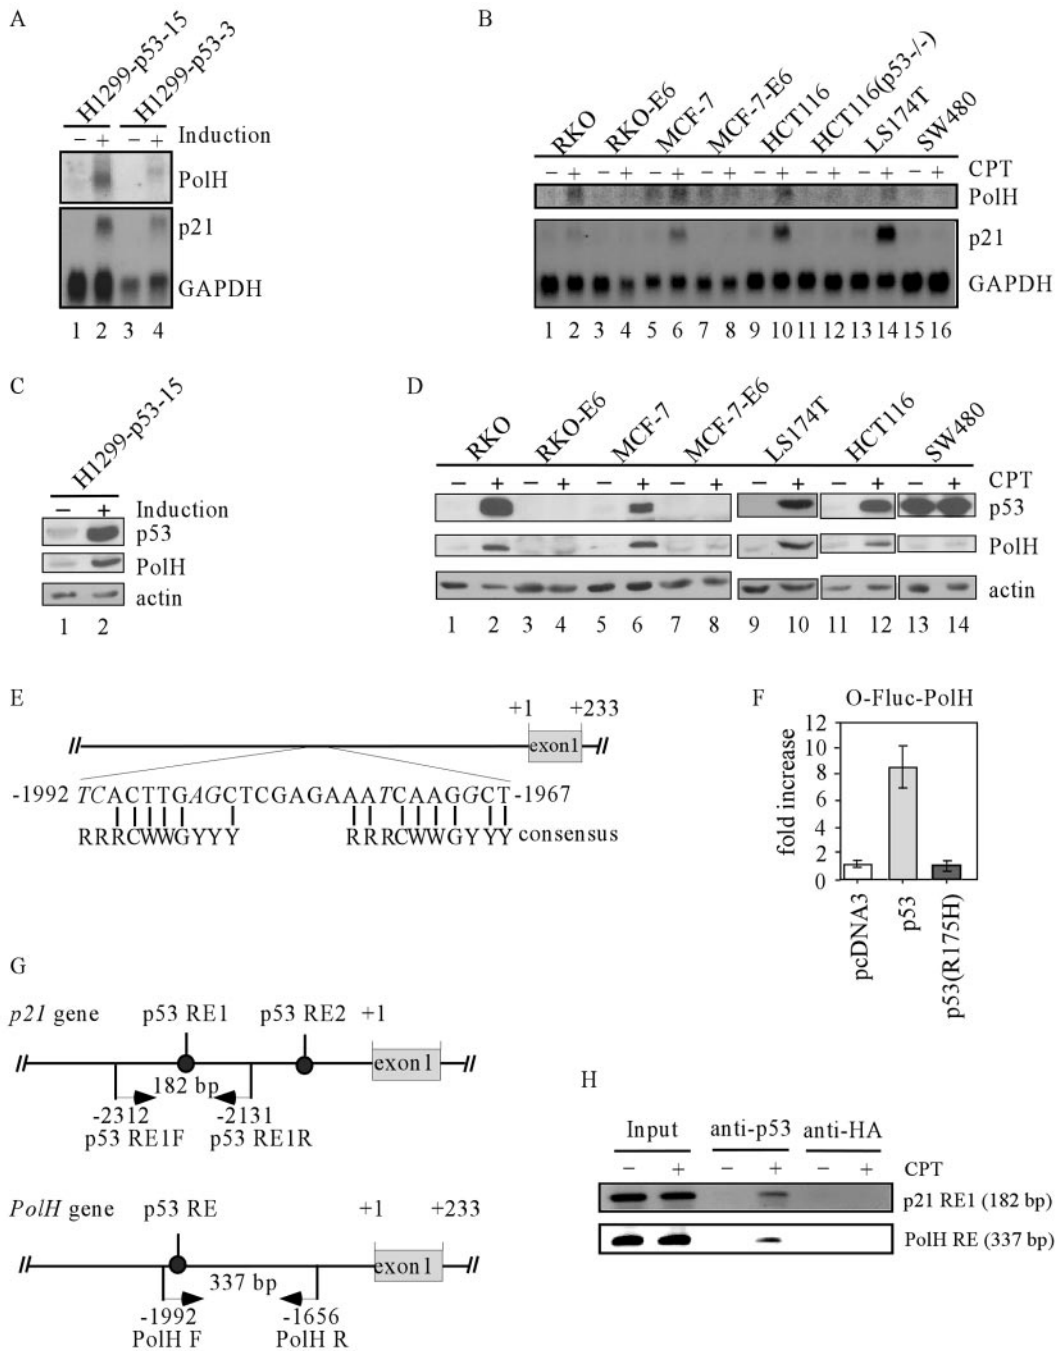 A
H1299-p53-15
H1299-p53-3
− + − + Induction
PolH
p21
GAPDH
1 2 3 4
B
RKO
RKO-E6
MCF-7
MCF-7-E6
HCT116
HCT116(p53-/-)
LS174T
SW480
CPT
− + − + − + − + − + − + − + − +
PolH
p21
GAPDH
1 2 3 4 5 6 7 8 9 10 11 12 13 14 15 16
C
H1299-p53-15
− + Induction
p53
PolH
actin
1 2
D
RKO
RKO-E6
MCF-7
MCF-7-E6
LS174T
HCT116
SW480
− + − + − + − + − + − + − + CPT
p53
PolH
actin
1 2 3 4 5 6 7 8 9 10 11 12 13 14
E
+1 +233
// exon1 //
-1992 TCACTTGAGCTCGAGAAATCAAGGCT -1967
RRRCWWGYYY RRRCWWGYYY consensus
F O-Fluc-PolH
fold increase
12
10
8
6
4
2
0
pcDNA3
p53
p53(R175H)
G
p21 gene p53 RE1 p53 RE2 +1
// exon1 //
182 bp
-2312 -2131
p53 RE1F p53 RE1R
PolH gene p53 RE +1 +233
// exon1 //
337 bp
-1992 -1656
PolH F PolH R
H
Input anti-p53 anti-HA
− + − + − + CPT
p21 RE1 (182 bp)
PolH RE (337 bp)